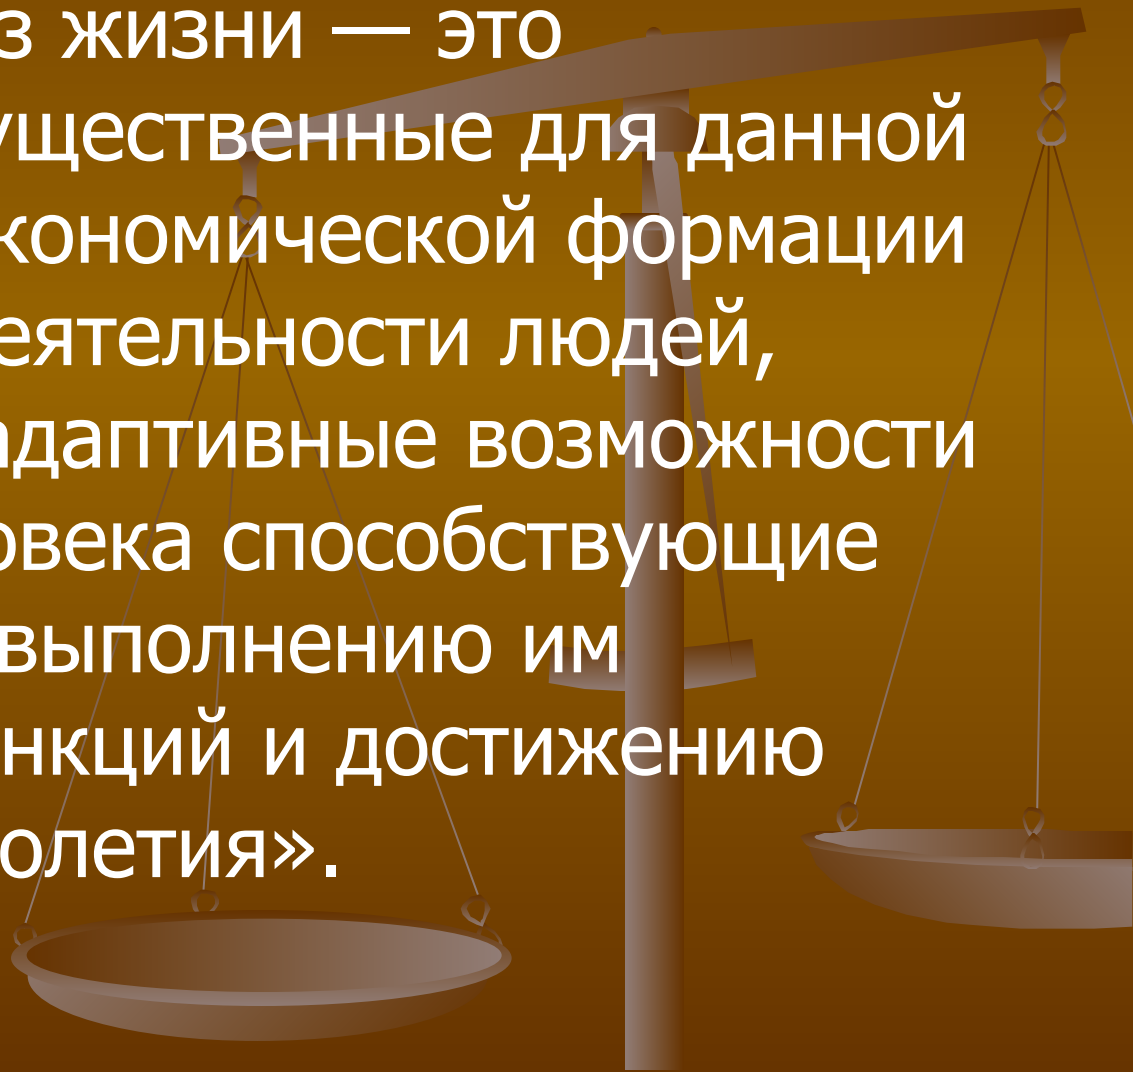 з жизни — это
ущественные для данной
кономической формации
еятельности людей,
адаптивные возможности
овека способствующие
выполнению им
нкций и достижению
олетия».